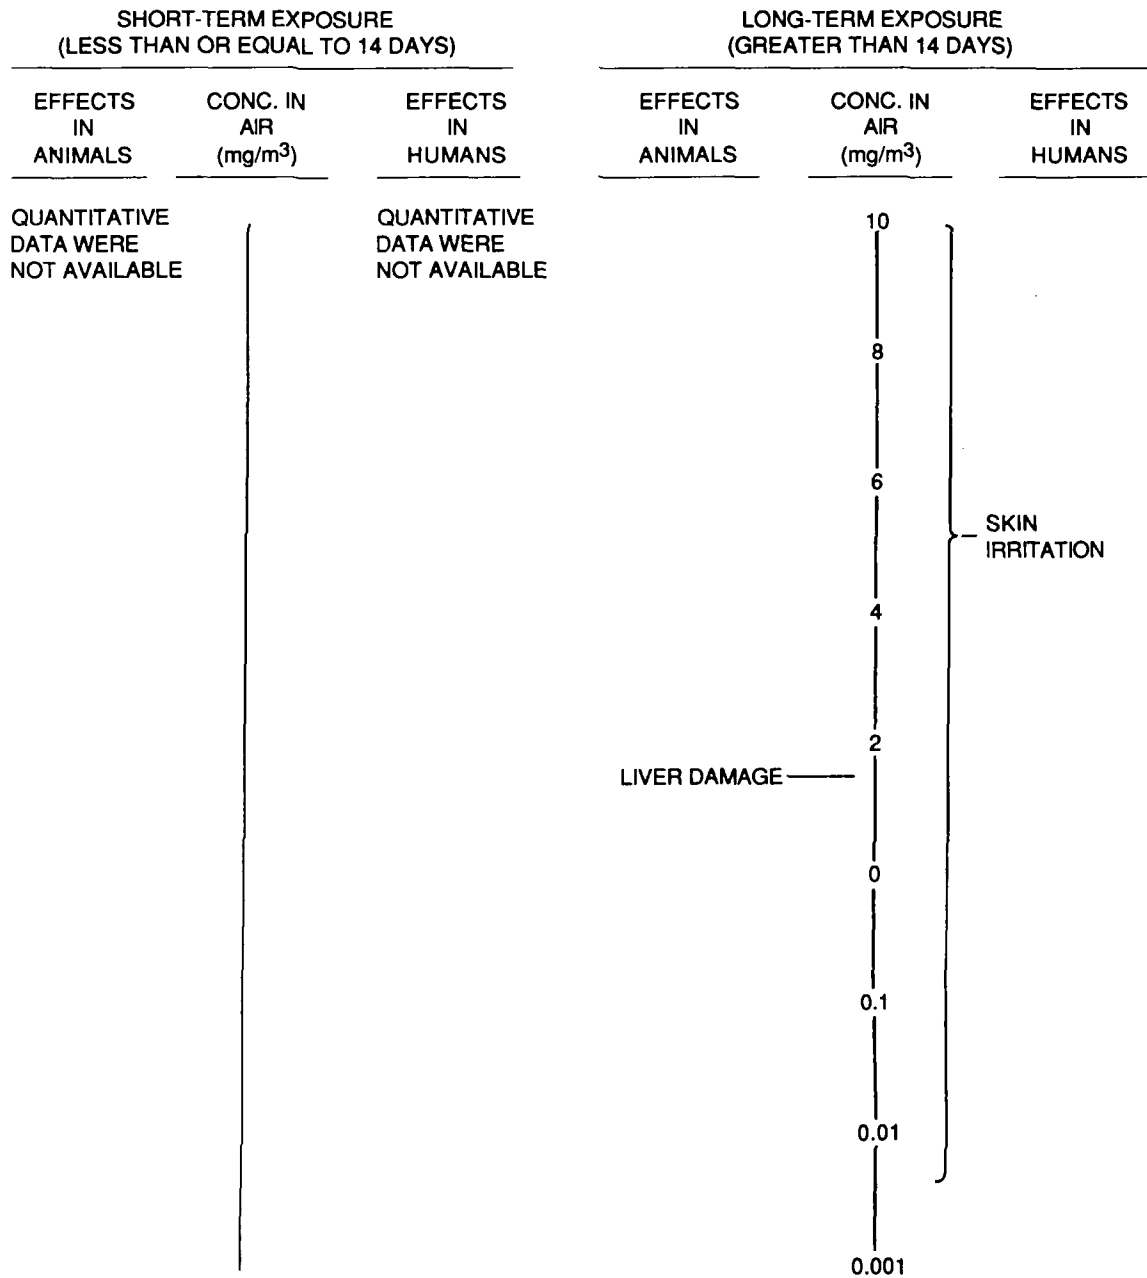 SHORT-TERM EXPOSURE
(LESS THAN OR EQUAL TO 14 DAYS)
EFFECTS
IN
ANIMALS
CONC. IN
AIR
(mg/m3)
EFFECTS
IN
HUMANS
QUANTITATIVE
DATA WERE
NOT AVAILABLE
QUANTITATIVE
DATA WERE
NOT AVAILABLE
LONG-TERM EXPOSURE
(GREATER THAN 14 DAYS)
EFFECTS
IN
ANIMALS
CONC. IN
AIR
(mg/m3)
EFFECTS
IN
HUMANS
10
8
6
SKIN
IRRITATION
4
2
LIVER DAMAGE
0
0.1
0.01
0.001